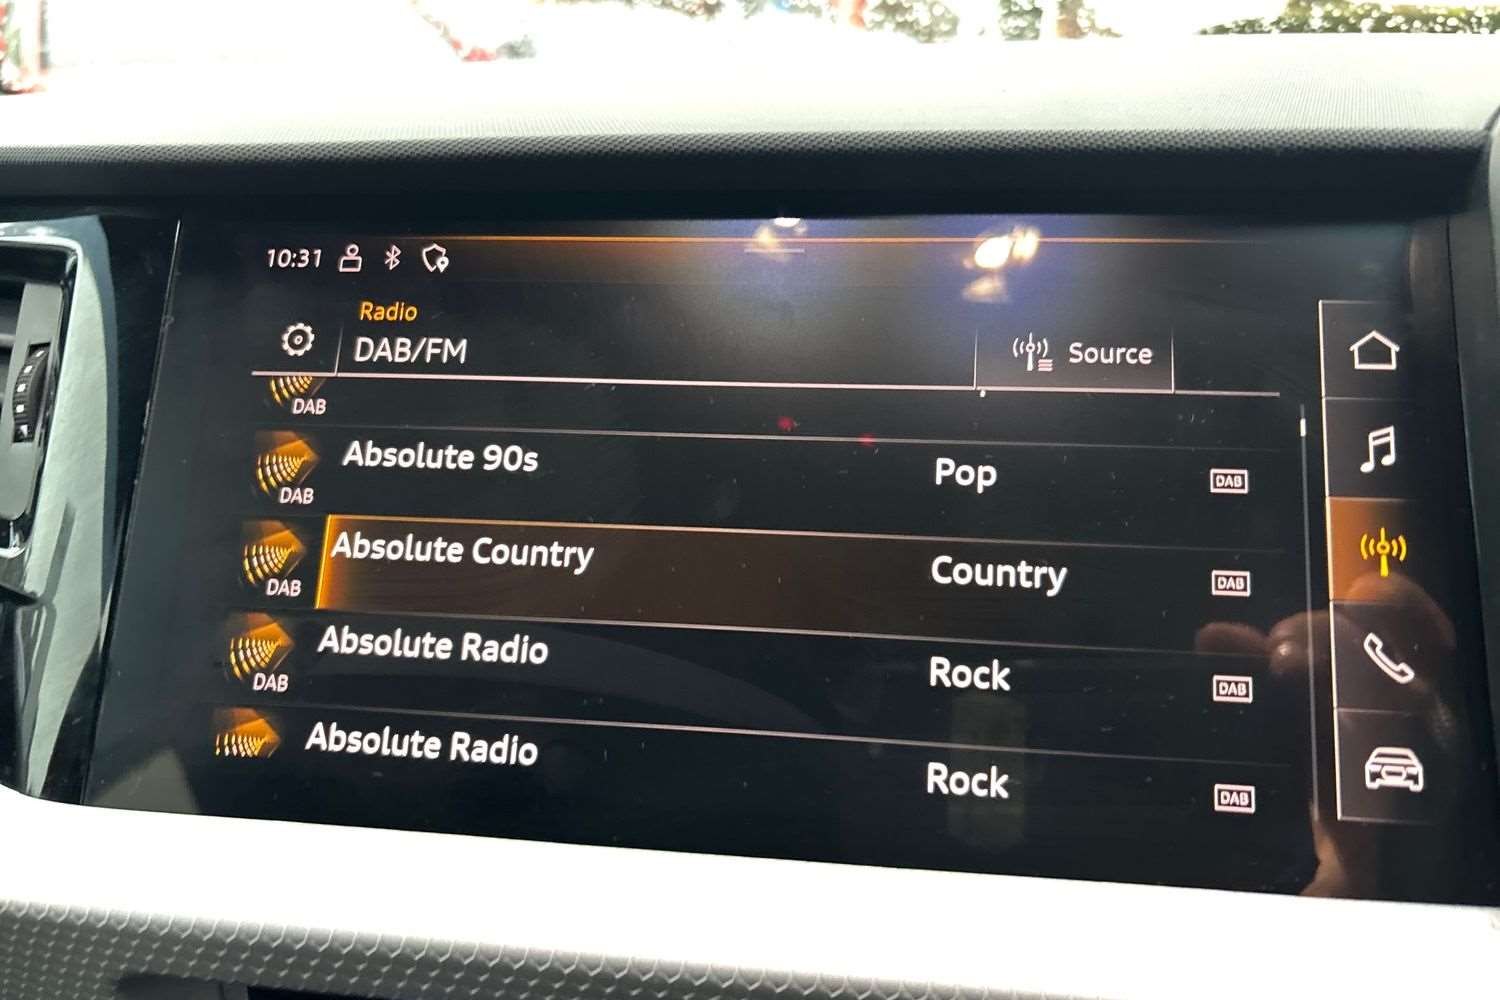 10:31
Radio
DAB/FM
Source
DAB
Absolute 90s Pop DAB
DAB
Absolute Country Country DAB
DAB
Absolute Radio Rock DAB
DAB
Absolute Radio Rock DAB